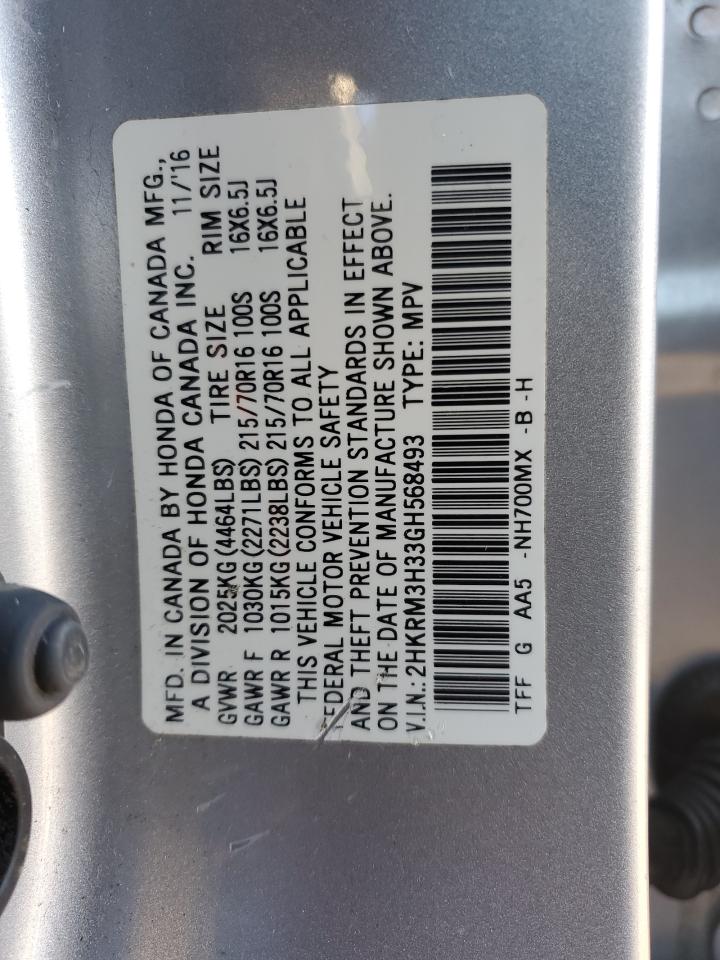 MFD. IN CANADA BY HONDA OF CANADA MFG.,
A DIVISION OF HONDA CANADA INC. 11/'16
GVWR 2025KG(4464LBS) TIRE SIZE RIM SIZE
GAWR F 1030KG(2271LBS) 215/70R16 100S 16X6.5J
GAWR R 1015KG(2238LBS) 215/70R16 100S 16X6.5J
THIS VEHICLE CONFORMS TO ALL APPLICABLE
FEDERAL MOTOR VEHICLE SAFETY
AND THEFT PREVENTION STANDARDS IN EFFECT
ON THE DATE OF MANUFACTURE SHOWN ABOVE.
V.I.N.: 2HKRM3H33GH568493 TYPE: MPV
TFF G AA5 -NH700MX -B -H